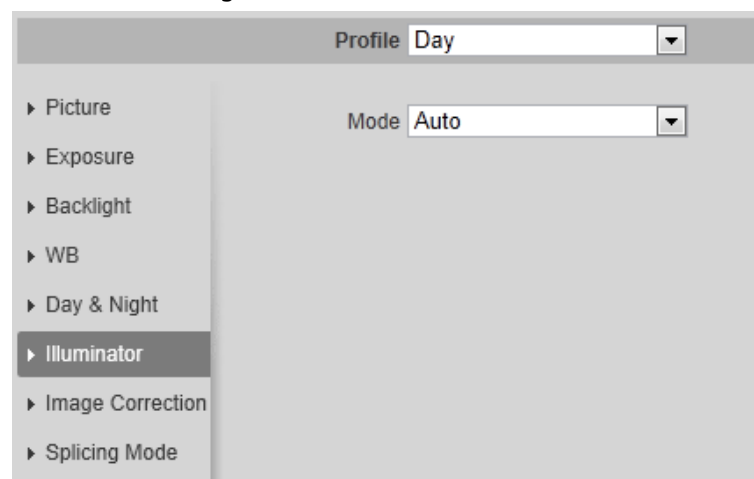 Profile Day
Picture
Mode Auto
Exposure
Backlight
WB
Day & Night
Illuminator
Image Correction
Splicing Mode